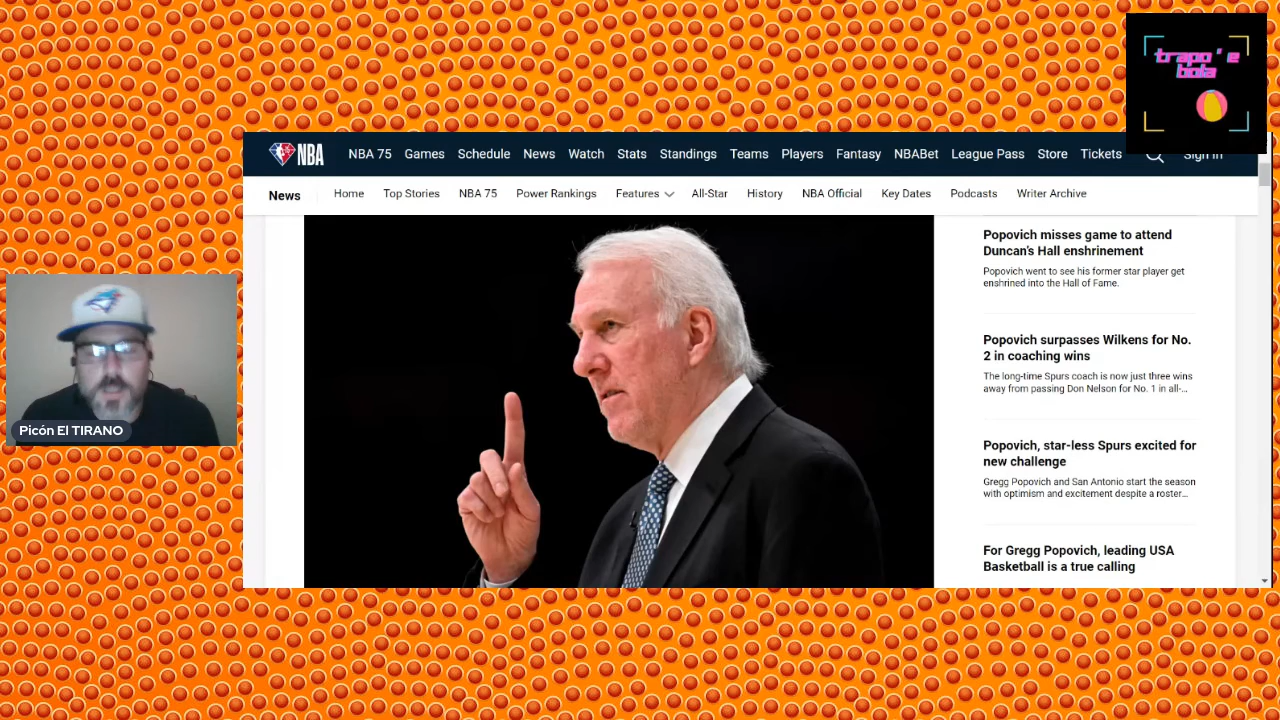 trapo'e
bola
NBA
NBA 75 Games Schedule News Watch Stats Standings Teams Players Fantasy NBABet League Pass Store Tickets Sign in
News Home Top Stories NBA 75 Power Rankings Features All-Star History NBA Official Key Dates Podcasts Writer Archive
Popovich misses game to attend
Duncan's Hall enshrinement
Popovich went to see his former star player get
enshrined into the Hall of Fame.
Popovich surpasses Wilkens for No.
2 in coaching wins
The long-time Spurs coach is now just three wins
away from passing Don Nelson for No. 1 in all-...
Popovich, star-less Spurs excited for
new challenge
Gregg Popovich and San Antonio start the season
with optimism and excitement despite a roster...
For Gregg Popovich, leading USA
Basketball is a true calling
Picón El TIRANO